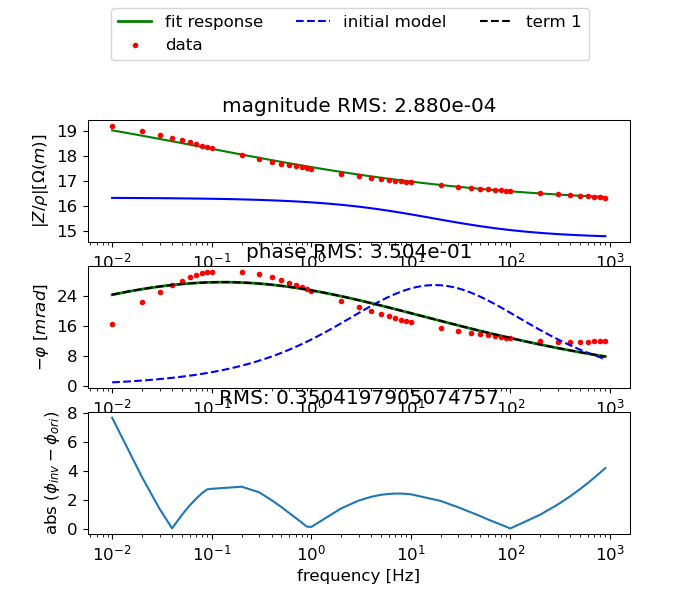 fit response initial model term 1
data
magnitude RMS: 2.880e-04
|Z/ρ|[Ω(m)]
19
18
17
16
15
10⁻² 10⁻¹ 10⁰ 10¹ 10² 10³
phase RMS: 3.504e-01
−φ [mrad]
24
16
8
0
10⁻² 10⁻¹ 10⁰ 10¹ 10² 10³
RMS: 0.3504197905074757
abs (ϕinv − ϕori)
8
6
4
2
0
10⁻² 10⁻¹ 10⁰ 10¹ 10² 10³
frequency [Hz]